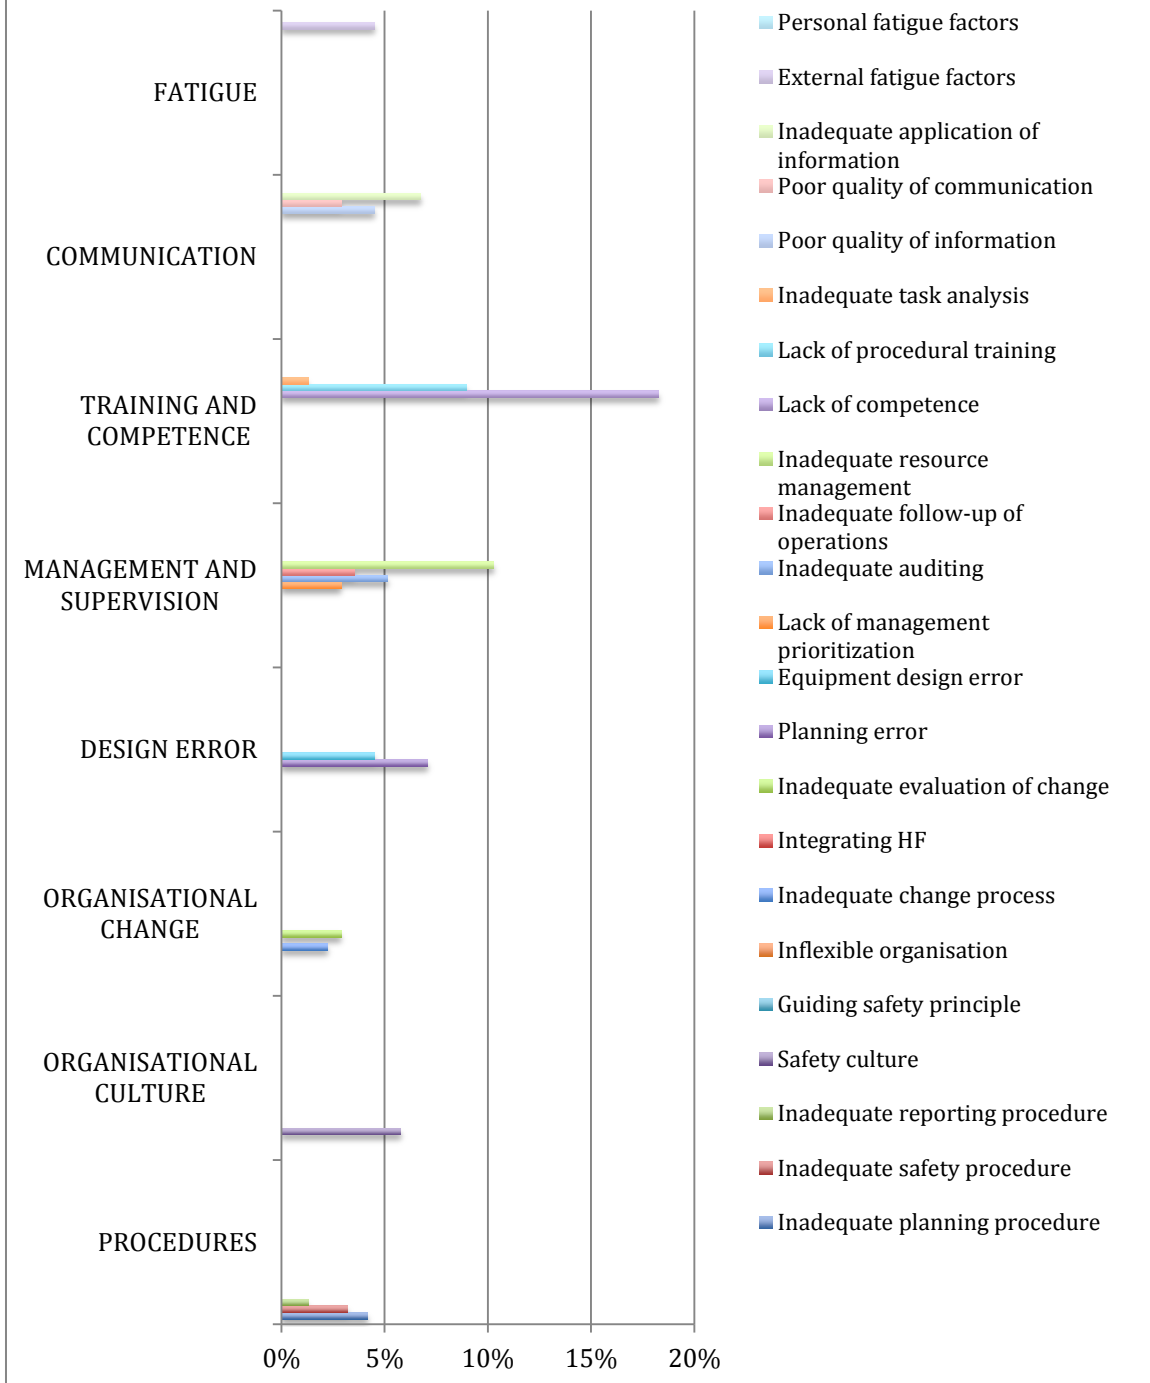 FATIGUE
COMMUNICATION
TRAINING AND
COMPETENCE
MANAGEMENT AND
SUPERVISION
DESIGN ERROR
ORGANISATIONAL
CHANGE
ORGANISATIONAL
CULTURE
PROCEDURES
0% 5% 10% 15% 20%
Personal fatigue factors
External fatigue factors
Inadequate application of
information
Poor quality of communication
Poor quality of information
Inadequate task analysis
Lack of procedural training
Lack of competence
Inadequate resource
management
Inadequate follow-up of
operations
Inadequate auditing
Lack of management
prioritization
Equipment design error
Planning error
Inadequate evaluation of change
Integrating HF
Inadequate change process
Inflexible organisation
Guiding safety principle
Safety culture
Inadequate reporting procedure
Inadequate safety procedure
Inadequate planning procedure